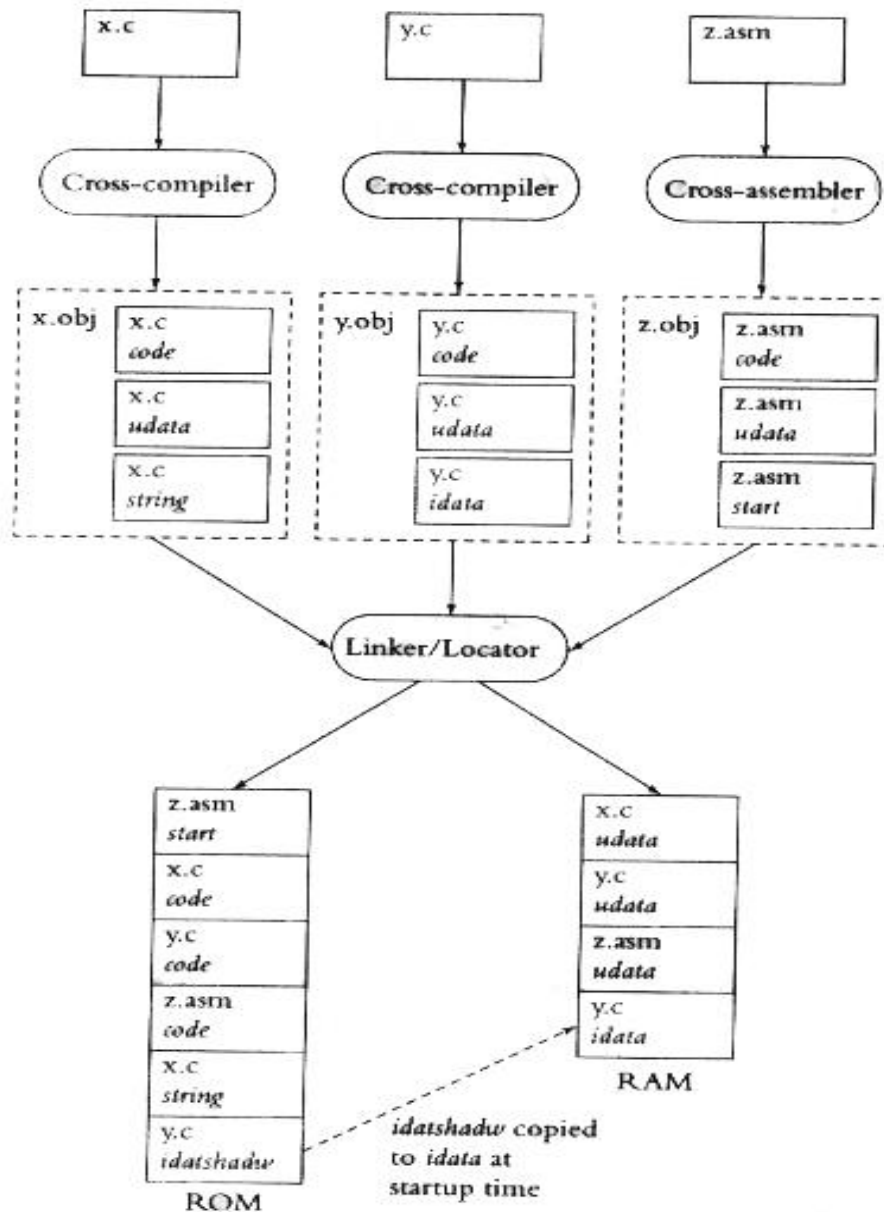 x.c
y.c
z.asm
Cross-compiler
Cross-compiler
Cross-assembler
x.obj
x.c
code
x.c
udata
x.c
string
y.obj
y.c
code
y.c
udata
y.c
idata
z.obj
z.asm
code
z.asm
udata
z.asm
start
Linker/Locator
z.asm
start
x.c
code
y.c
code
z.asm
code
x.c
string
y.c
idatshadw
ROM
x.c
udata
y.c
udata
z.asm
udata
y.c
idata
RAM
idatshadw copied
to idata at
startup time